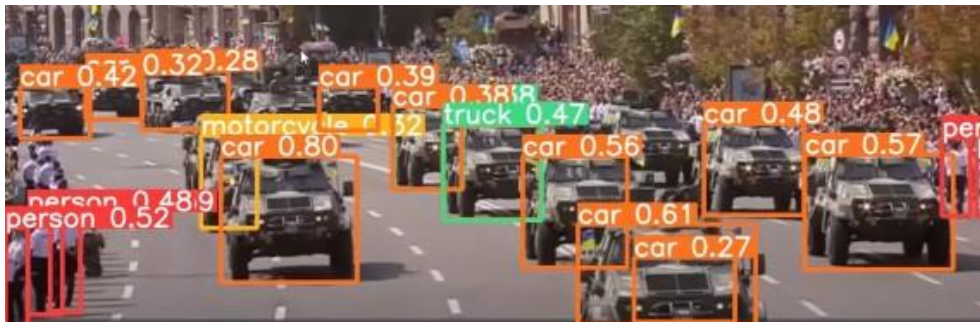 car 0.42
0.32
0.28
car 0.39
0.38
truck 0.47
car 0.48
motorcycle 0.32
car 0.80
car 0.56
car 0.57
person 0.48
person 0.52
car 0.61
car 0.27